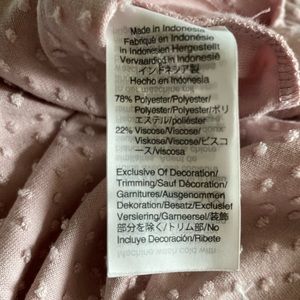 Made in Indonesia
Fabriqué en Indonésie
In Indonesien Hergestellt
Vervaardigd in Indonesië
インドネシア製
Hecho en Indonesia
78% Polyester/Polyester/
Polyester/Polyester/ポリ
エステル/poliéster
22% Viscose/Viscose/
Viskose/Viscose/ビスコ
ース/viscosa
Exclusive Of Decoration/
Trimming/Sauf Décoration/
Garnitures/Ausgenommen
Dekoration/Besatz/Exclusief
Versiering/Garneersel/装飾
部分を除く/トリム部/No
Incluye Decoración/Ribete